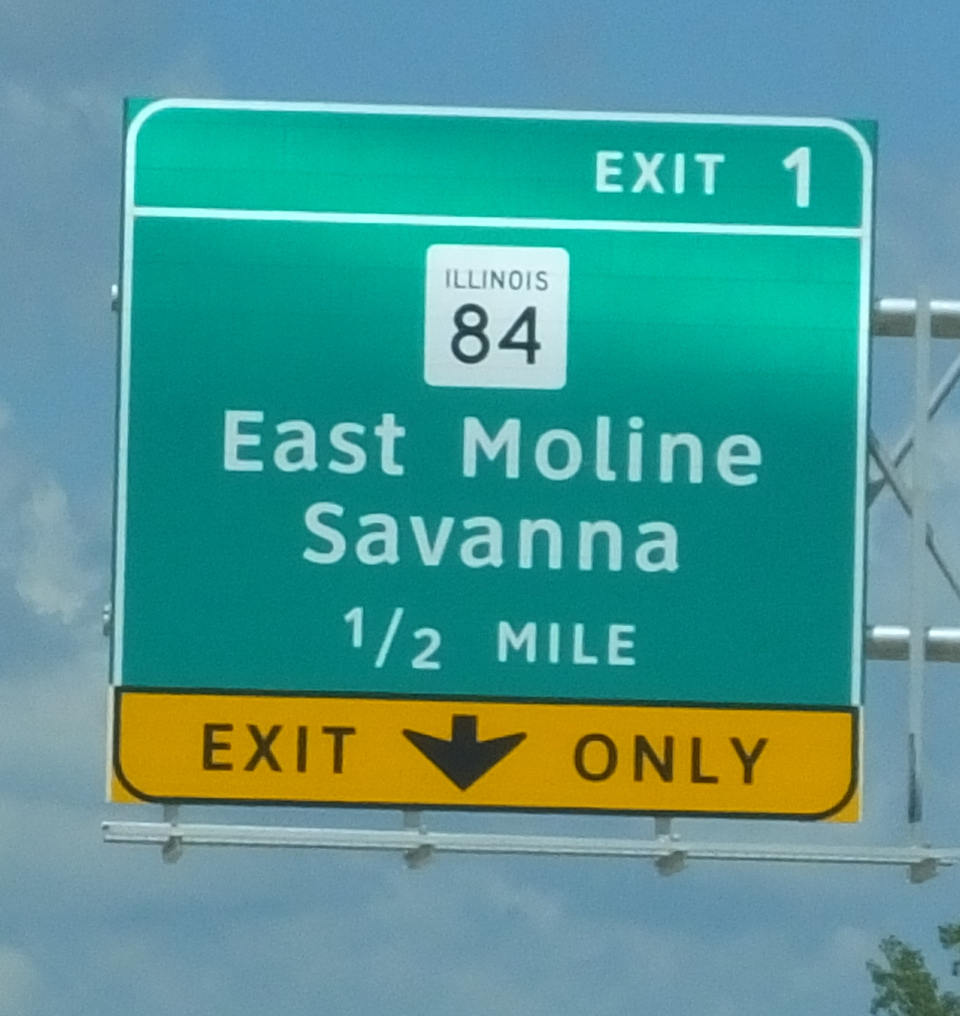 EXIT 1
ILLINOIS
84
East Moline
Savanna
1/2 MILE
EXIT ONLY